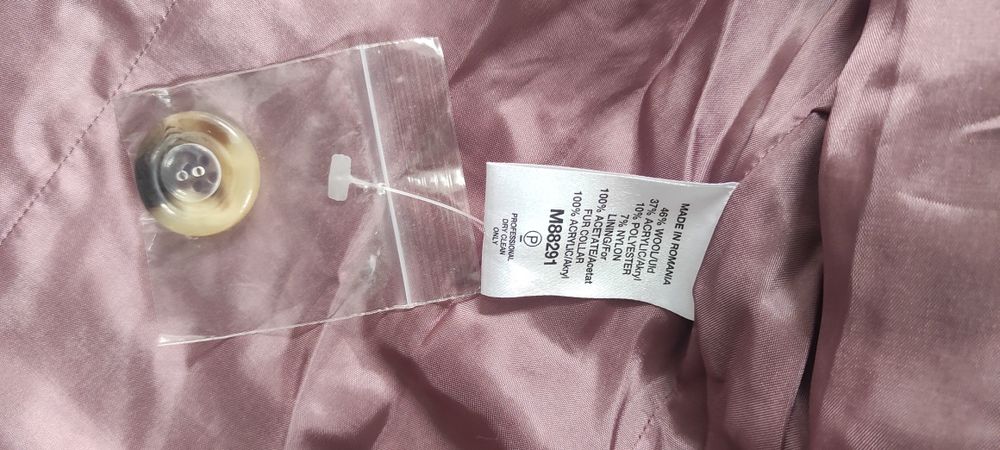 MADE IN ROMANIA
46% WOOL/Uld
37% ACRYLIC/Akryl
10% POLYESTER
7% NYLON
LINING/For
100% ACETATE/Acetat
FUR COLLAR
100% ACRYLIC/Akryl
M88291
P
PROFESSIONAL
DRY CLEAN
ONLY